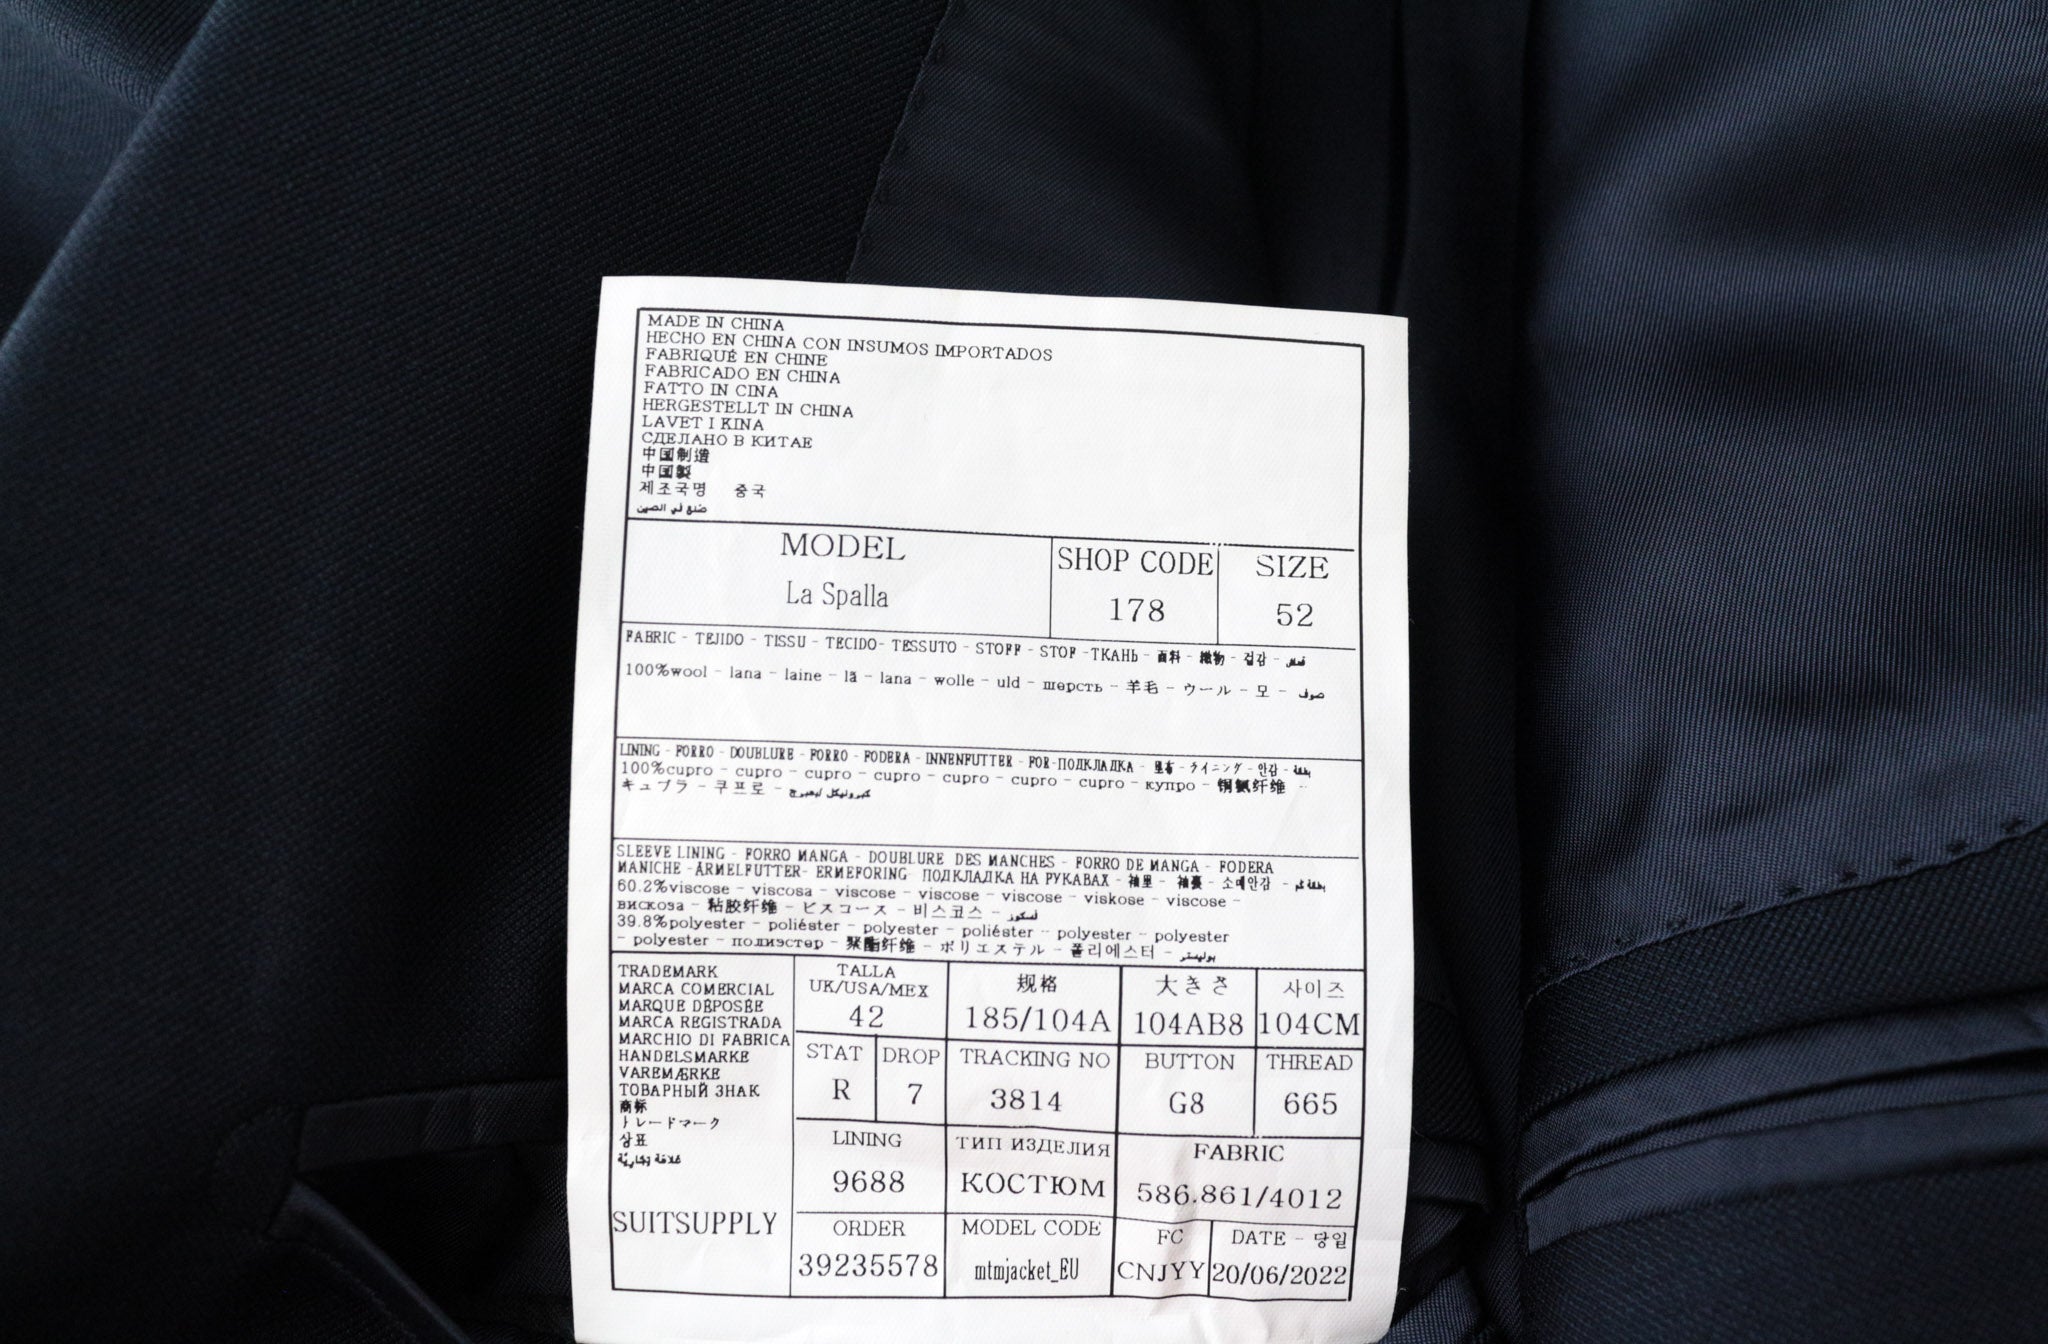 MADE IN CHINA
HECHO EN CHINA CON INSUMOS IMPORTADOS
FABRIQUÉ EN CHINE
FABRICADO EN CHINA
FATTO IN CINA
HERGESTELLT IN CHINA
LAVET I KINA
СДЕЛАНО В КИТАЕ
中国制造
中国製
제조국명 중국
صنع في الصين
MODEL
La Spalla
SHOP CODE
178
SIZE
52
FABRIC - TEJIDO - TISSU - TECIDO- TESSUTO - STOFF - STOF -ТКАНЬ - 面料 - 織物 - 겉감 - قماش
100%wool - lana - laine - lã - lana - wolle - uld - шерсть - 羊毛 - ウール - 모 - صوف
LINING - FORRO - DOUBLURE - FORRO - FODERA - INNENFUTTER - FOR-ПОДКЛАДКА - 里布 - ライニング - 안감 - بطانة
100%cupro - cupro - cupro - cupro - cupro - cupro - cupro - купро - 铜氨纤维 -
キュプラ - 쿠프로 -
SLEEVE LINING - FORRO MANGA - DOUBLURE DES MANCHES - FORRO DE MANGA - FODERA
MANICHE -ÄRMELFUTTER- ERMEFORING- ПОДКЛАДКА НА РУКАВАХ - 袖里 - 袖裏 - 소매안감 - بطانة كم
60.2%viscose - viscosa - viscose - viscose - viscose - viskose - viscose -
вискоза - 粘胶纤维 - ビスコース - 비스코스 - فسكوز
39.8%polyester - poliéster - polyester - poliéster - polyester - polyester
- polyester - полиэстер - 聚酯纤维 - ポリエステル - 폴리에스터 - بوليستر
TRADEMARK
MARCA COMERCIAL
MARQUE DÉPOSÉE
MARCA REGISTRADA
MARCHIO DI FABRICA
HANDELSMARKE
VAREMÆRKE
ТОВАРНЫЙ ЗНАК
商标
トレードマーク
상표
علامة تجارية
SUITSUPPLY
TALLA
UK/USA/MEX
42
规格
185/104A
大きさ
104AB8
사이즈
104CM
STAT
R
DROP
7
TRACKING NO
3814
BUTTON
G8
THREAD
665
LINING
9688
ТИП ИЗДЕЛИЯ
КОСТЮМ
FABRIC
586.861/4012
ORDER
39235578
MODEL CODE
mtmjacket_EU
FC
CNJYY
DATE - 당일
20/06/2022